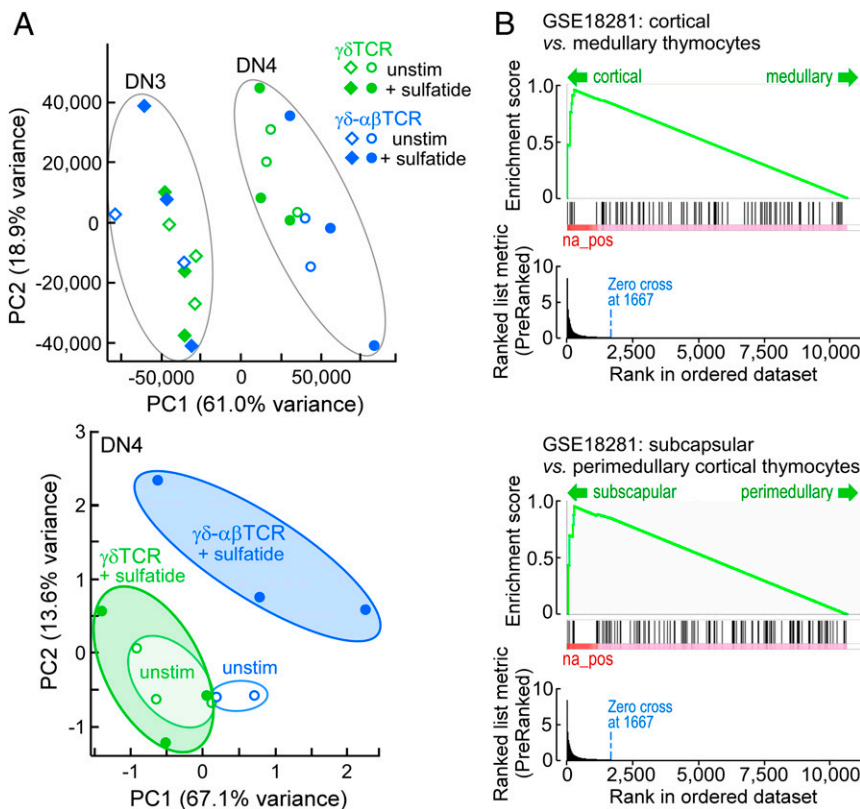 A
γδTCR
unstim
+ sulfatide
γδ-αβTCR
unstim
+ sulfatide
DN3
DN4
40,000
20,000
0
-20,000
-40,000
PC2 (18.9% variance)
-50,000
0
50,000
PC1 (61.0% variance)
DN4
3
2
1
0
-1
PC2 (13.6% variance)
γδ-αβTCR
+ sulfatide
γδTCR
+ sulfatide
unstim
unstim
-1
0
1
2
PC1 (67.1% variance)
B
GSE18281: cortical
vs. medullary thymocytes
cortical
medullary
Enrichment score
1.0
0.5
0
na_pos
Ranked list metric
(PreRanked)
10
5
0
Zero cross
at 1667
0
2,500
5,000
7,500
10,000
Rank in ordered dataset
GSE18281: subcapsular
vs. perimedullary cortical thymocytes
subscapular
perimedullary
Enrichment score
1.0
0.5
0
na_pos
Ranked list metric
(PreRanked)
10
5
0
Zero cross
at 1667
0
2,500
5,000
7,500
10,000
Rank in ordered dataset